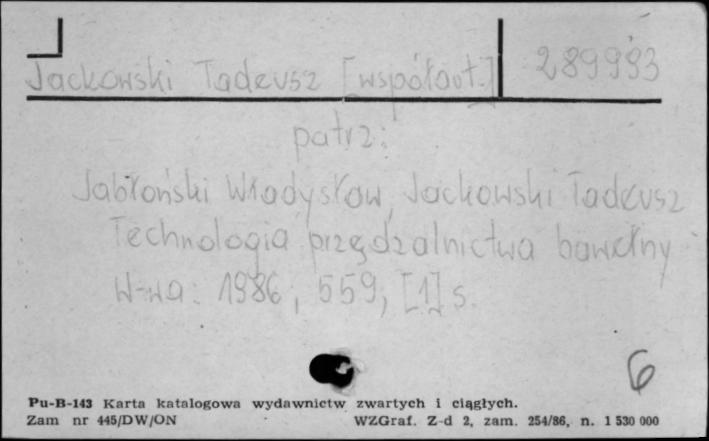 Jackowski Tadeusz [współaut.] 289993
patrz:
Jabłoński Władysław, Jackowski Tadeusz
Technologia przędzalnictwa bawełny
W-wa: 1986, 559, [1] s.
6
Pu-B-143 Karta katalogowa wydawnictw zwartych i ciągłych.
Zam nr 445/DW/ON WZGraf. Z-d 2, zam. 254/86, n. 1 530 000